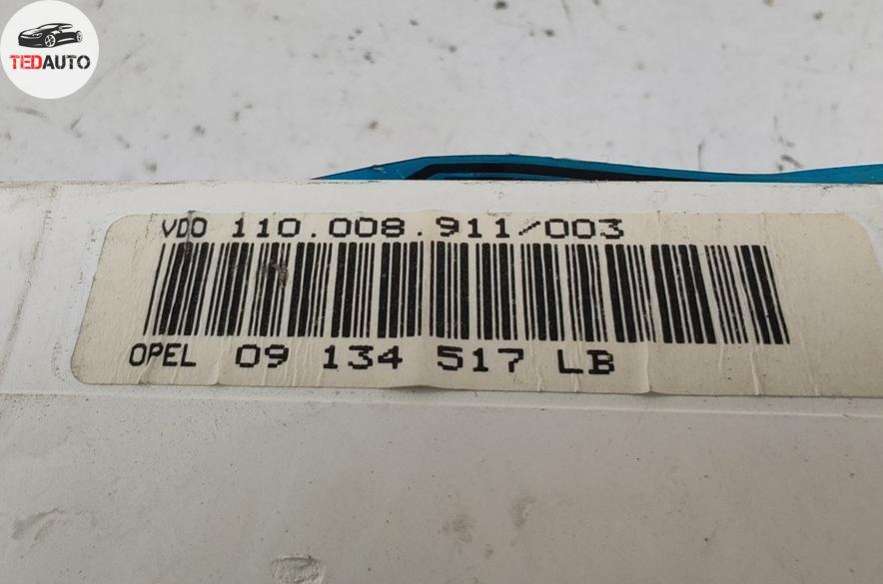 TEDAUTO
VDO 110.008.911/003
OPEL 09 134 517 LB